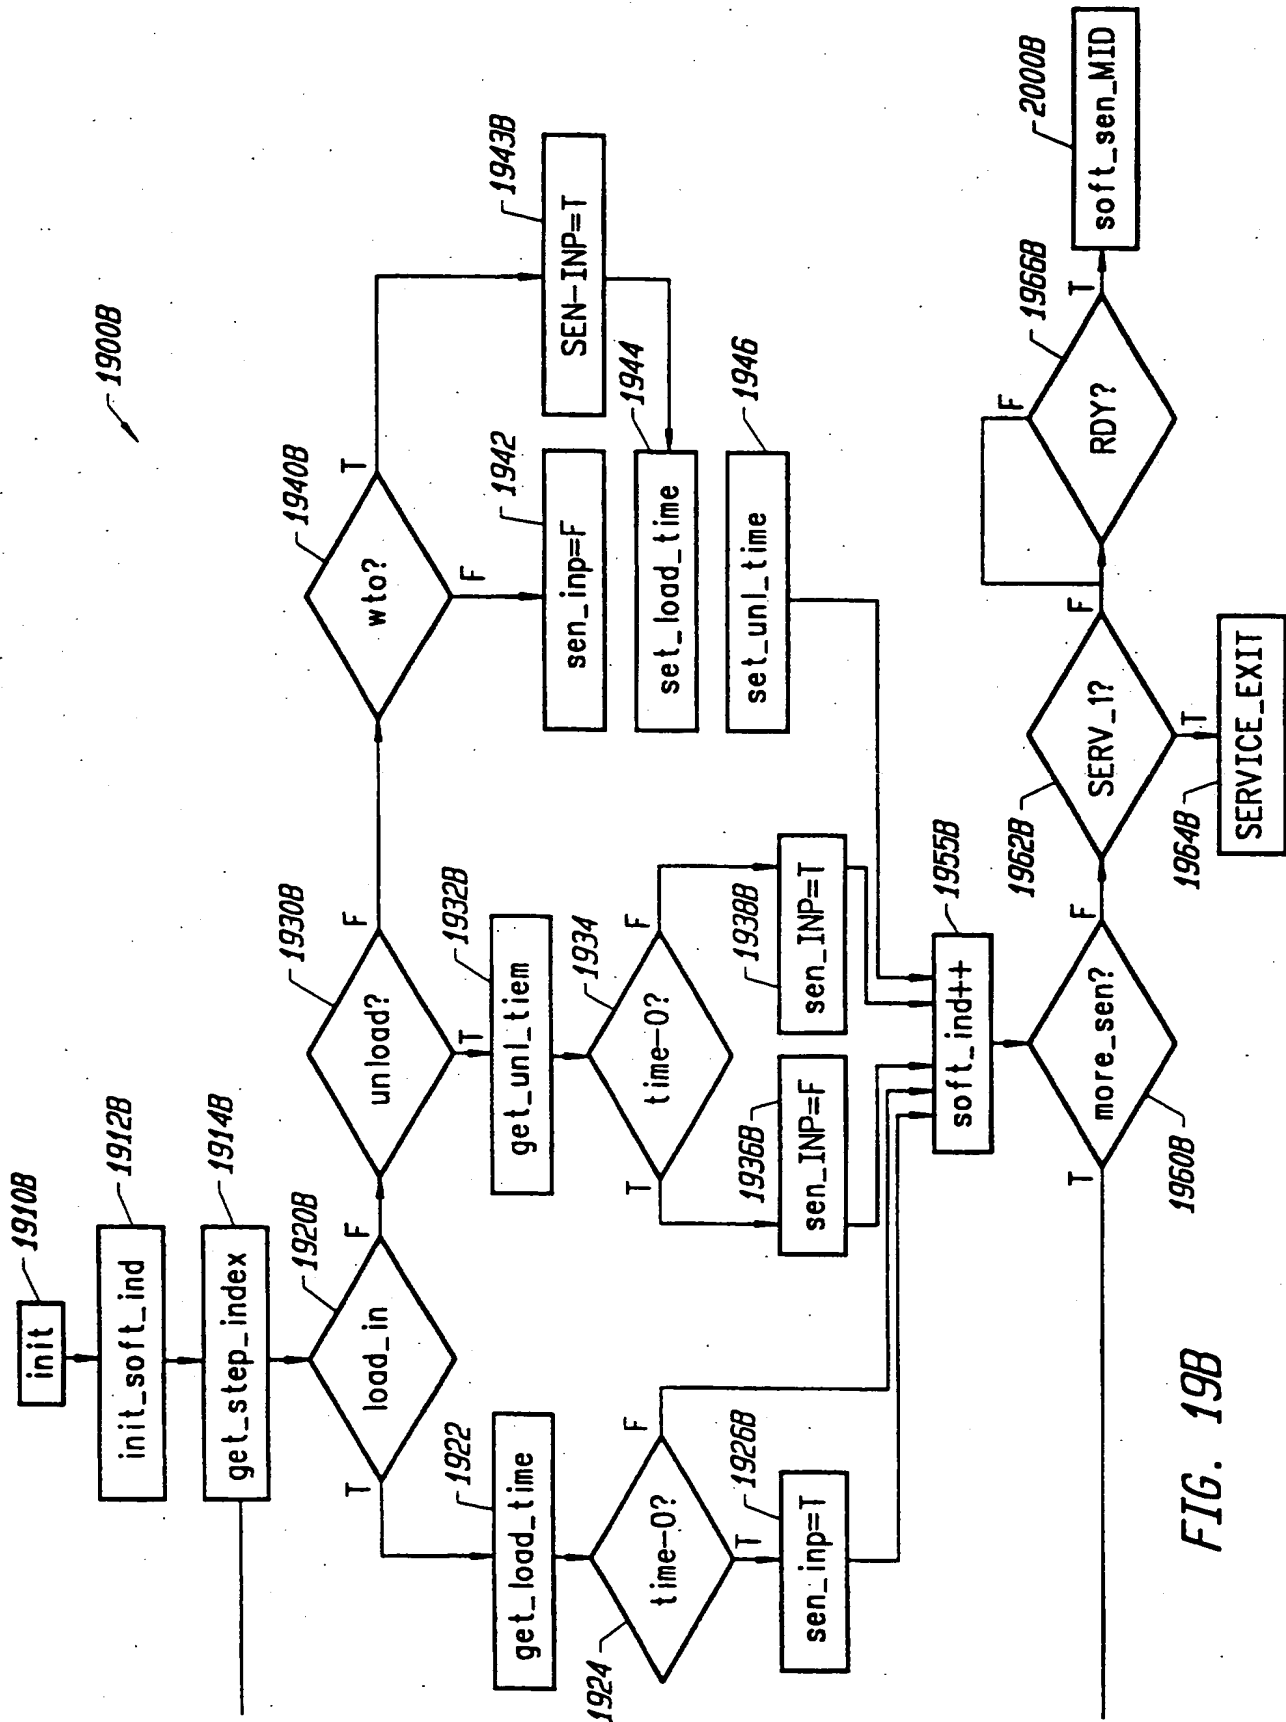 1900B
init
1910B
init_soft_ind
1912B
get_step_index
1914B
load_in
1920B
T
F
unload?
1930B
F
T
wto?
1940B
T
F
get_load_time
1922
get_unl_tiem
1932B
sen_inp=F
1942
SEN-INP=T
1943B
time-0?
1924
F
T
time-0?
1934
T
F
set_load_time
1944
set_unl_time
1946
sen_inp=T
1926B
sen_INP=F
1936B
sen_INP=T
1938B
soft_ind++
1955B
more_sen?
1960B
T
F
SERV_1?
1962B
F
T
RDY?
1966B
F
T
soft_sen_MID
2000B
SERVICE_EXIT
1964B
FIG. 19B